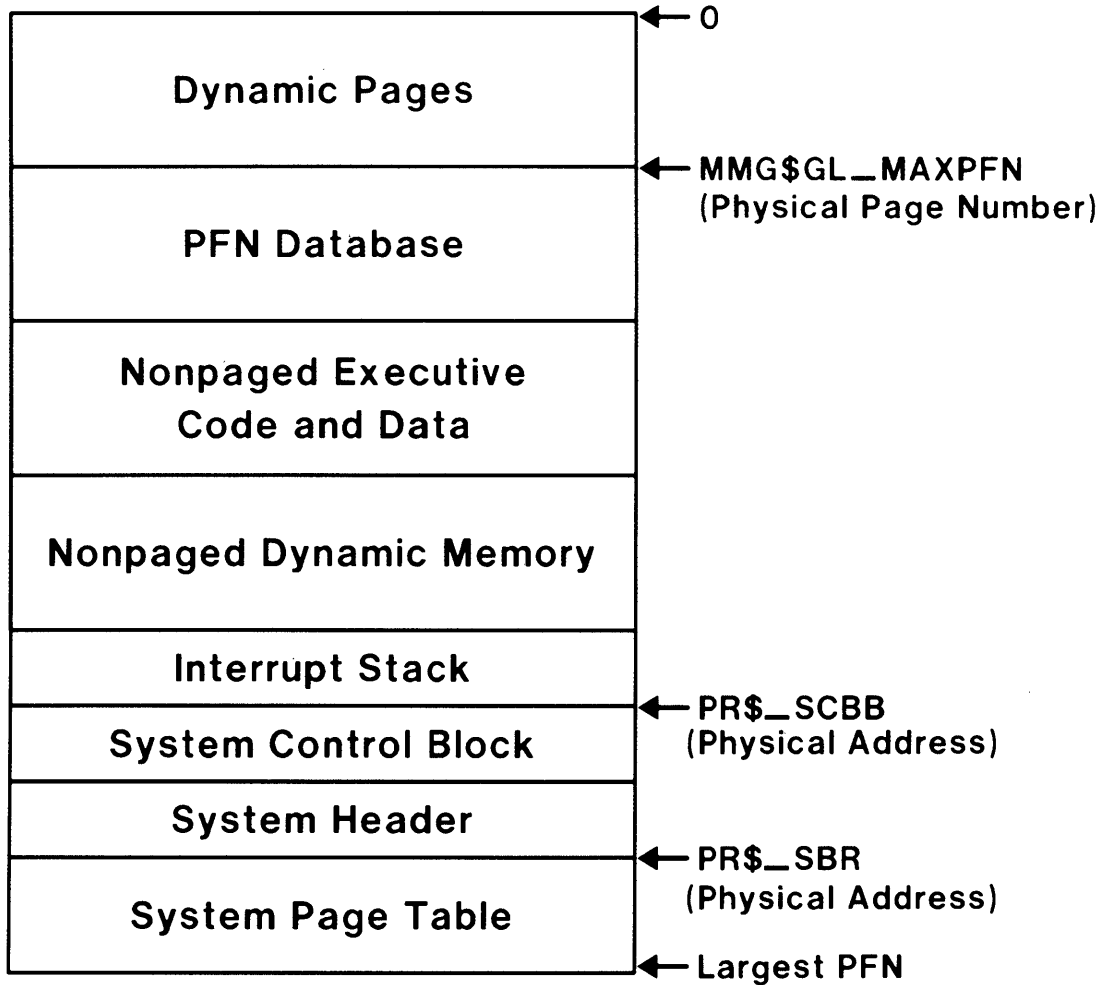 0
Dynamic Pages
MMG$GL_MAXPFN
(Physical Page Number)
PFN Database
Nonpaged Executive
Code and Data
Nonpaged Dynamic Memory
Interrupt Stack
PR$_SCBB
(Physical Address)
System Control Block
System Header
PR$_SBR
(Physical Address)
System Page Table
Largest PFN